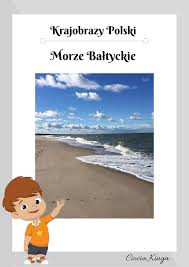 Krajobrazy Polski
Morze Bałtyckie
Ciocia Kinga